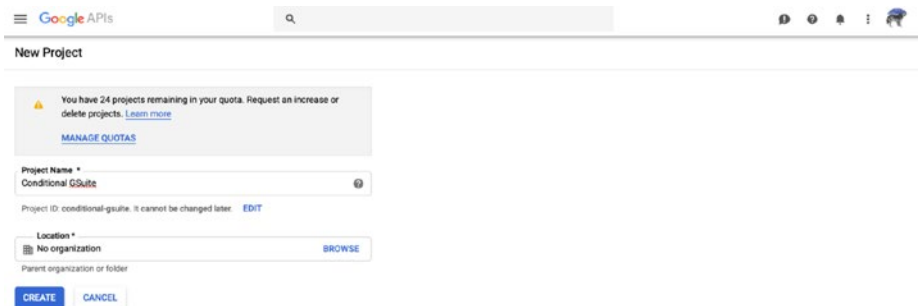 Google APIs
New Project
You have 24 projects remaining in your quota. Request an increase or
delete projects. Learn more
MANAGE QUOTAS
Project Name *
Conditional GSuite
Project ID: conditional-gsuite. It cannot be changed later. EDIT
Location *
No organization BROWSE
Parent organization or folder
CREATE CANCEL